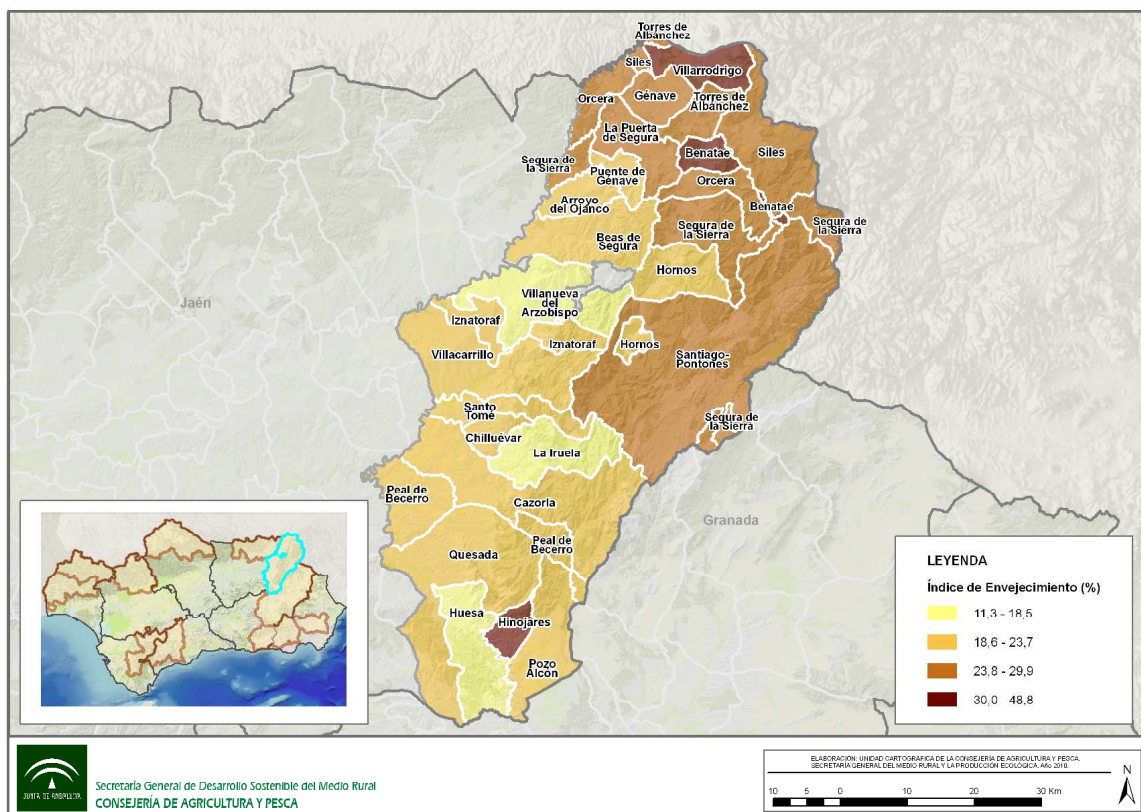 Torres de
Albánchez
Siles
Villarrodrigo
Orcera
Génave
Torres de
Albánchez
La Puerta
de Segura
Benatae
Siles
Segura de
la Sierra
Puente de
Génave
Orcera
Arroyo
del Ojanco
Benatae
Segura de
la Sierra
Segura de
la Sierra
Beas de
Segura
Hornos
Jaén
Villanueva
del
Arzobispo
Iznatoraf
Iznatoraf
Hornos
Villacarrillo
Santiago-
Pontones
Santo
Tomé
Segura de
la Sierra
Chilluévar
La Iruela
Peal de
Becerro
Cazorla
Granada
Quesada
Peal de
Becerro
Huesa
Hinojares
Pozo
Alcón
LEYENDA
Índice de Envejecimiento (%)
11,3 - 18,5
18,6 - 23,7
23,8 - 29,9
30,0 - 48,8
JUNTA DE ANDALUCIA
Secretaría General de Desarrollo Sostenible del Medio Rural
CONSEJERÍA DE AGRICULTURA Y PESCA
ELABORACIÓN: UNIDAD CARTOGRAFICA DE LA CONSEJERÍA DE AGRICULTURA Y PESCA.
SECRETARÍA GENERAL DEL MEDIO RURAL Y LA PRODUCCIÓN ECOLÓGICA. Año 2010.
10 5 0 10 20 30 Km
N